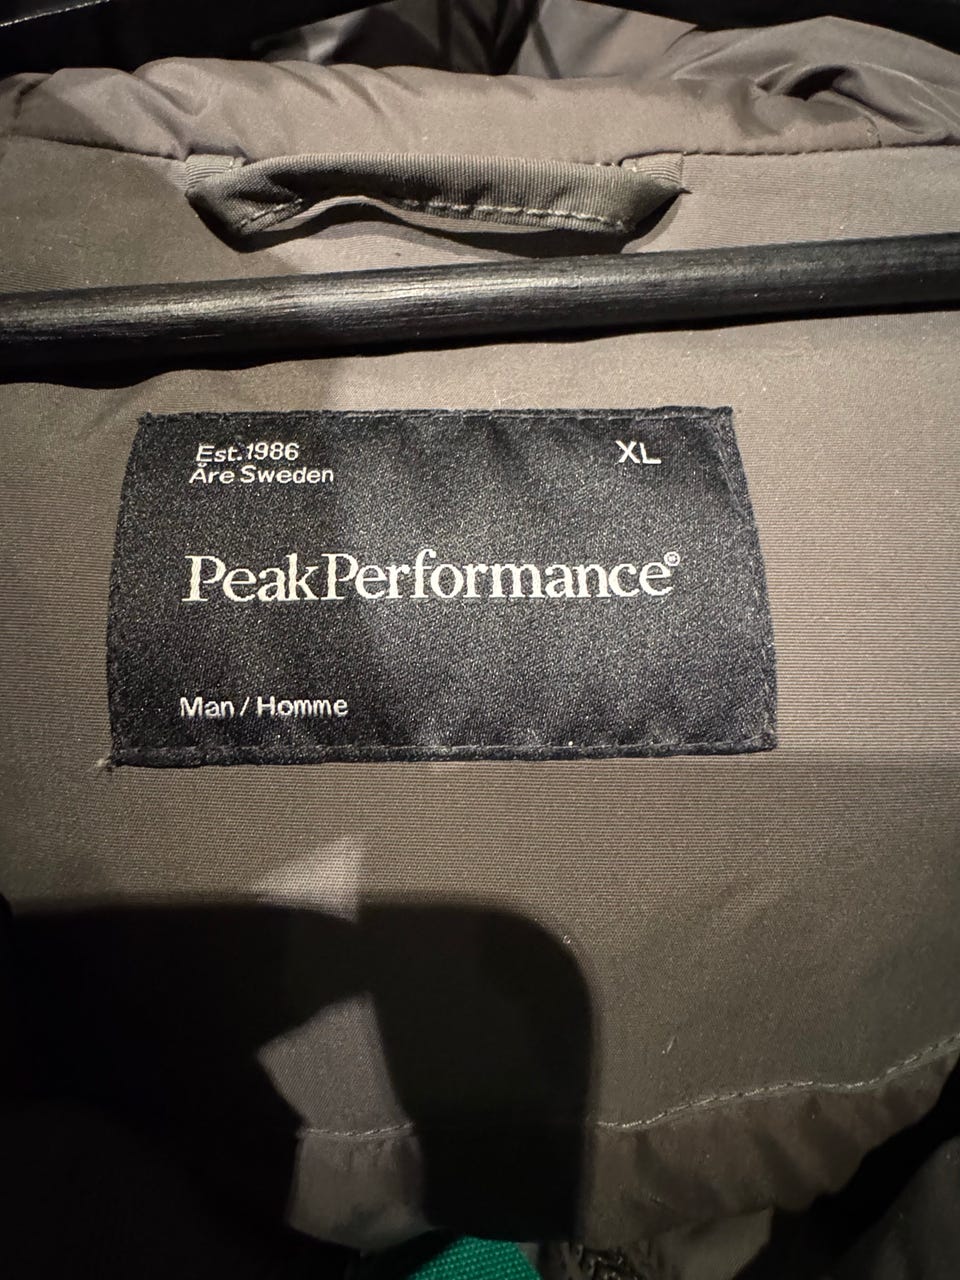 Est. 1986
Åre Sweden
XL
PeakPerformance®
Man / Homme